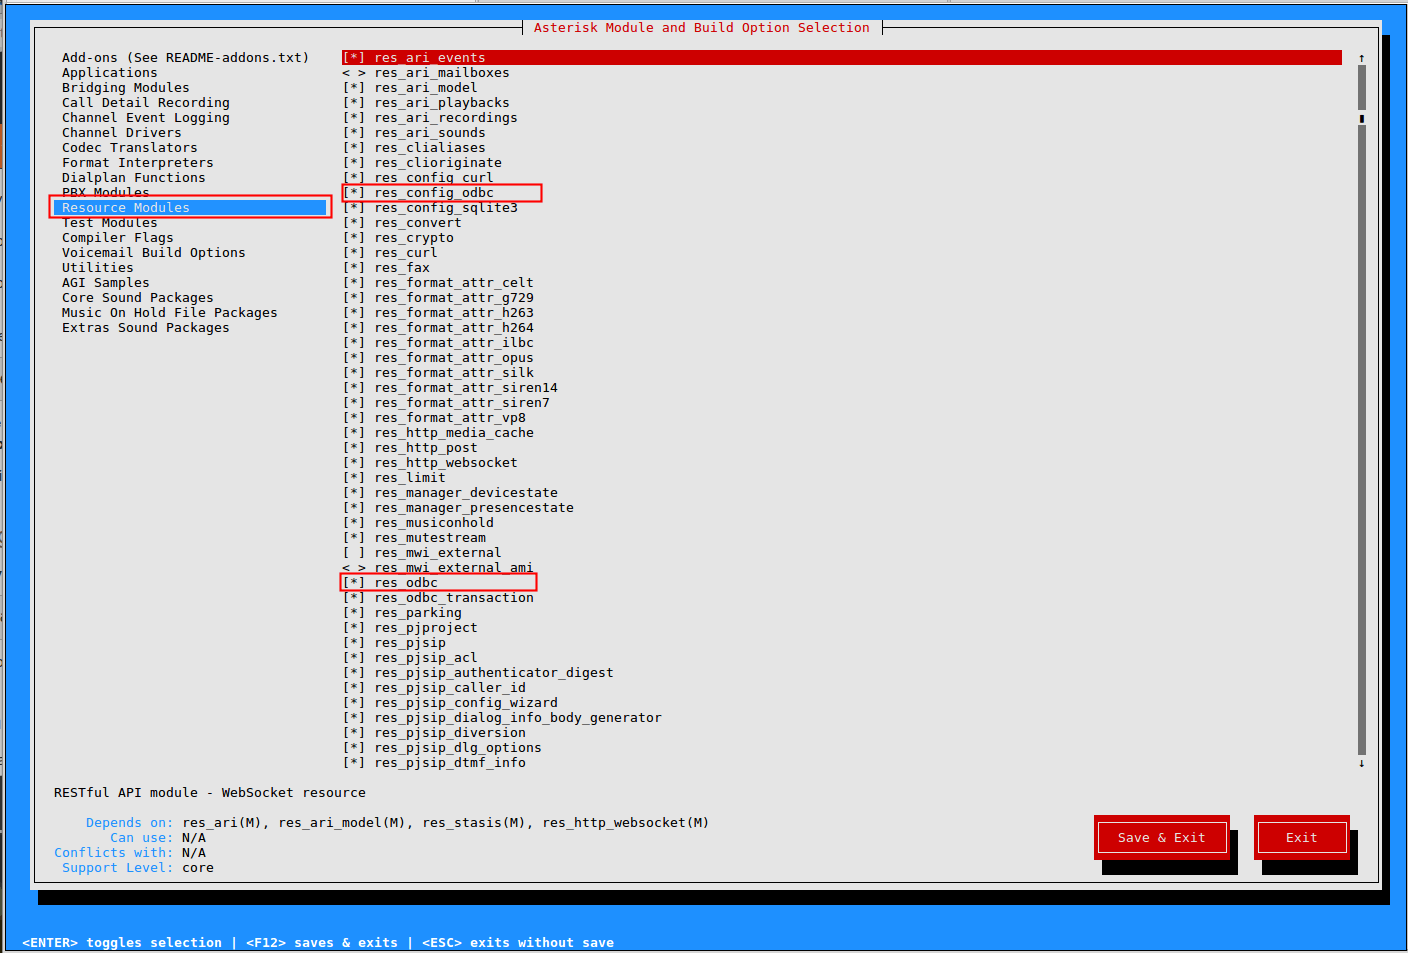 Asterisk Module and Build Option Selection
Add-ons (See README-addons.txt)
Applications
Bridging Modules
Call Detail Recording
Channel Event Logging
Channel Drivers
Codec Translators
Format Interpreters
Dialplan Functions
PBX Modules
Resource Modules
Test Modules
Compiler Flags
Voicemail Build Options
Utilities
AGI Samples
Core Sound Packages
Music On Hold File Packages
Extras Sound Packages
[*] res_ari_events
< > res_ari_mailboxes
[*] res_ari_model
[*] res_ari_playbacks
[*] res_ari_recordings
[*] res_ari_sounds
[*] res_clialiases
[*] res_clioriginate
[*] res_config_curl
[*] res_config_odbc
[*] res_config_sqlite3
[*] res_convert
[*] res_crypto
[*] res_curl
[*] res_fax
[*] res_format_attr_celt
[*] res_format_attr_g729
[*] res_format_attr_h263
[*] res_format_attr_h264
[*] res_format_attr_ilbc
[*] res_format_attr_opus
[*] res_format_attr_silk
[*] res_format_attr_siren14
[*] res_format_attr_siren7
[*] res_format_attr_vp8
[*] res_http_media_cache
[*] res_http_post
[*] res_http_websocket
[*] res_limit
[*] res_manager_devicestate
[*] res_manager_presencestate
[*] res_musiconhold
[*] res_mutestream
[ ] res_mwi_external
< > res_mwi_external_ami
[*] res_odbc
[*] res_odbc_transaction
[*] res_parking
[*] res_pjproject
[*] res_pjsip
[*] res_pjsip_acl
[*] res_pjsip_authenticator_digest
[*] res_pjsip_caller_id
[*] res_pjsip_config_wizard
[*] res_pjsip_dialog_info_body_generator
[*] res_pjsip_diversion
[*] res_pjsip_dlg_options
[*] res_pjsip_dtmf_info
RESTful API module - WebSocket resource
Depends on: res_ari(M), res_ari_model(M), res_stasis(M), res_http_websocket(M)
Can use: N/A
Conflicts with: N/A
Support Level: core
Save & Exit
Exit
<ENTER> toggles selection | <F12> saves & exits | <ESC> exits without save